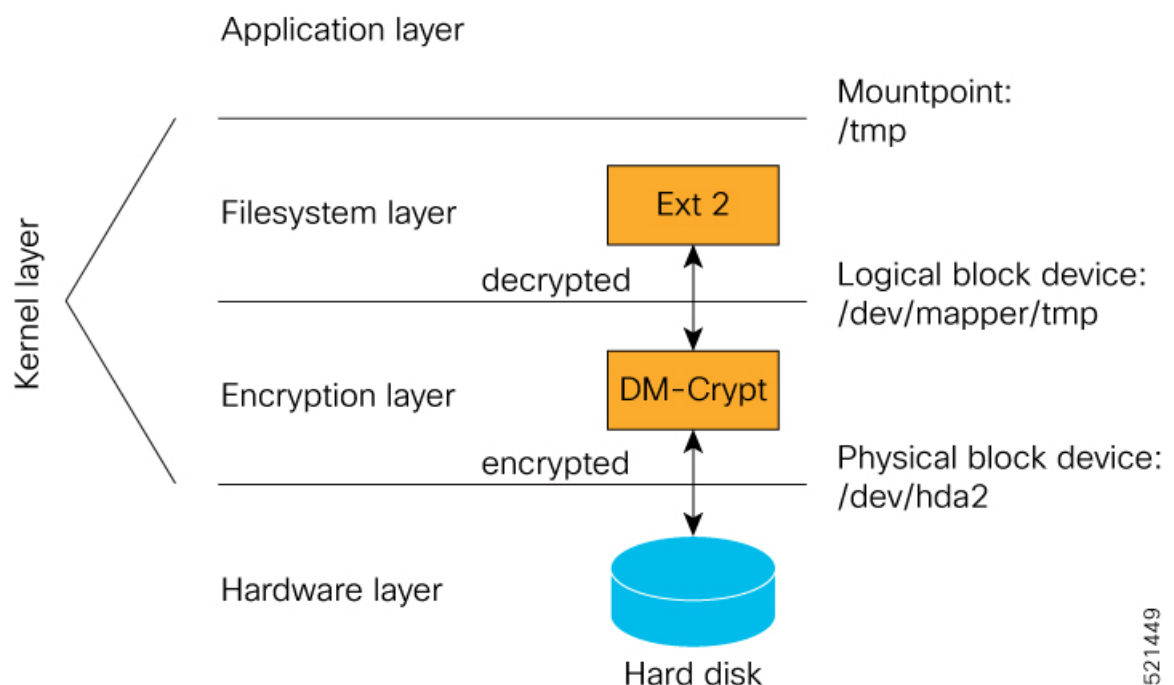 Application layer
Mountpoint:
/tmp
Ext 2
Filesystem layer
Kernel layer
decrypted
Logical block device:
/dev/mapper/tmp
DM-Crypt
Encryption layer
encrypted
Physical block device:
/dev/hda2
Hardware layer
Hard disk
521449